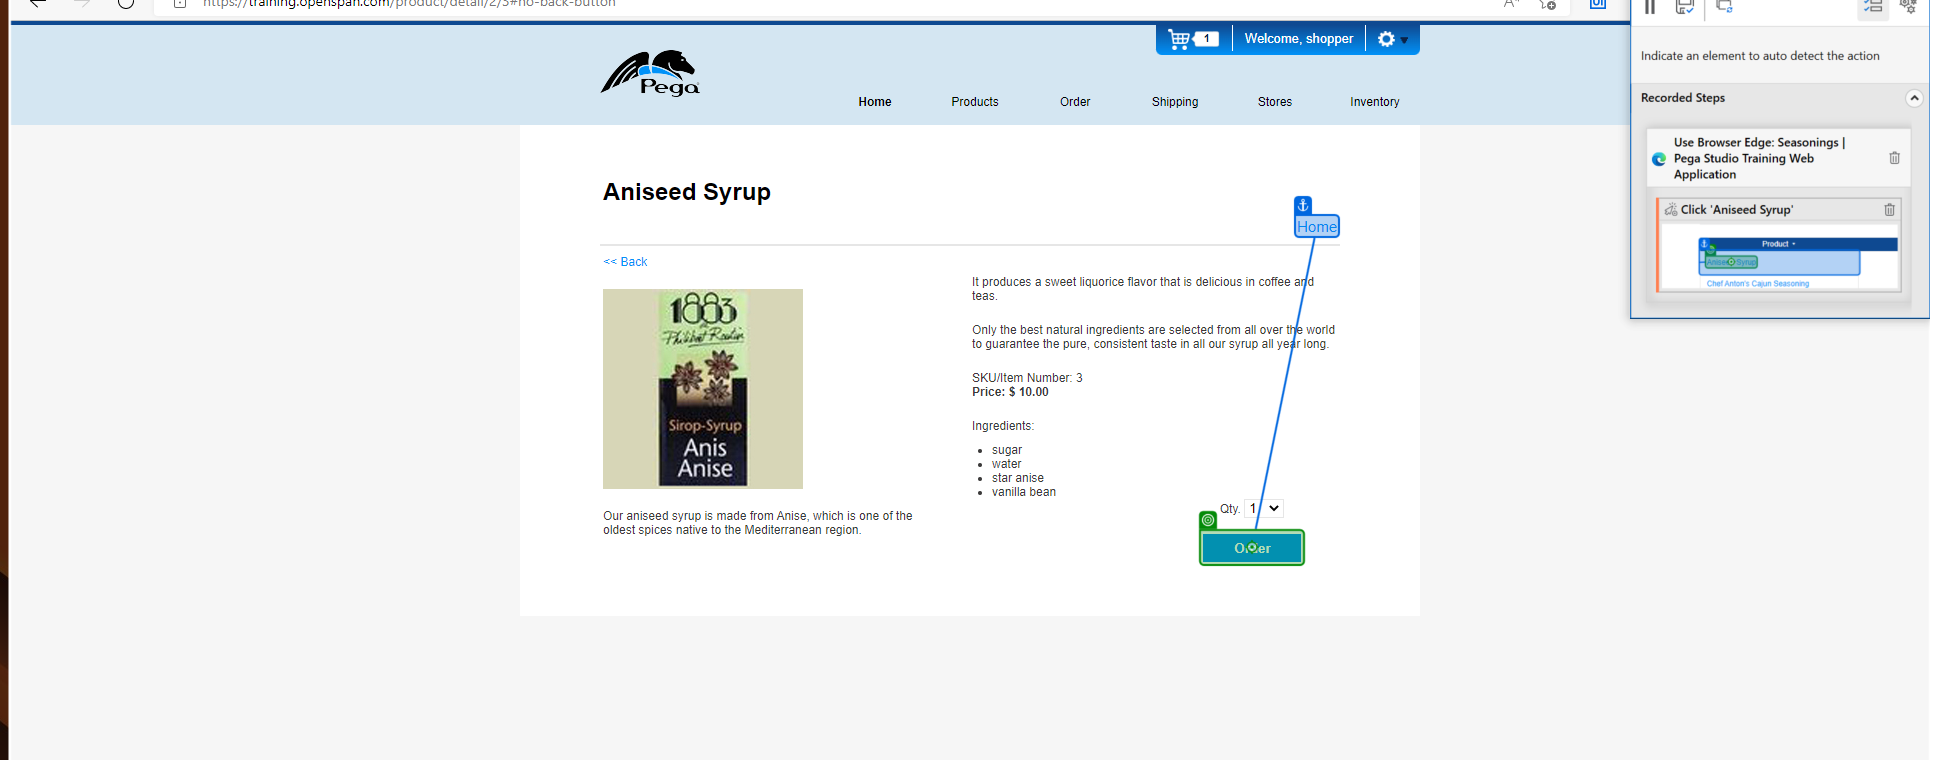 https://training.openspan.com/product/detail/2/3#no-back-button
1
Welcome, shopper
Pega
Home
Products
Order
Shipping
Stores
Inventory
Aniseed Syrup
Home
<< Back
It produces a sweet liquorice flavor that is delicious in coffee and
teas.
Only the best natural ingredients are selected from all over the world
to guarantee the pure, consistent taste in all our syrup all year long.
SKU/Item Number: 3
Price: $ 10.00
Ingredients:
sugar
water
star anise
vanilla bean
1883
Philibert Routin
Sirop-Syrup
Anis
Anise
Our aniseed syrup is made from Anise, which is one of the
oldest spices native to the Mediterranean region.
Qty. 1
Order
Indicate an element to auto detect the action
Recorded Steps
Use Browser Edge: Seasonings |
Pega Studio Training Web
Application
Click 'Aniseed Syrup'
Product
Aniseed Syrup
Chef Anton's Cajun Seasoning